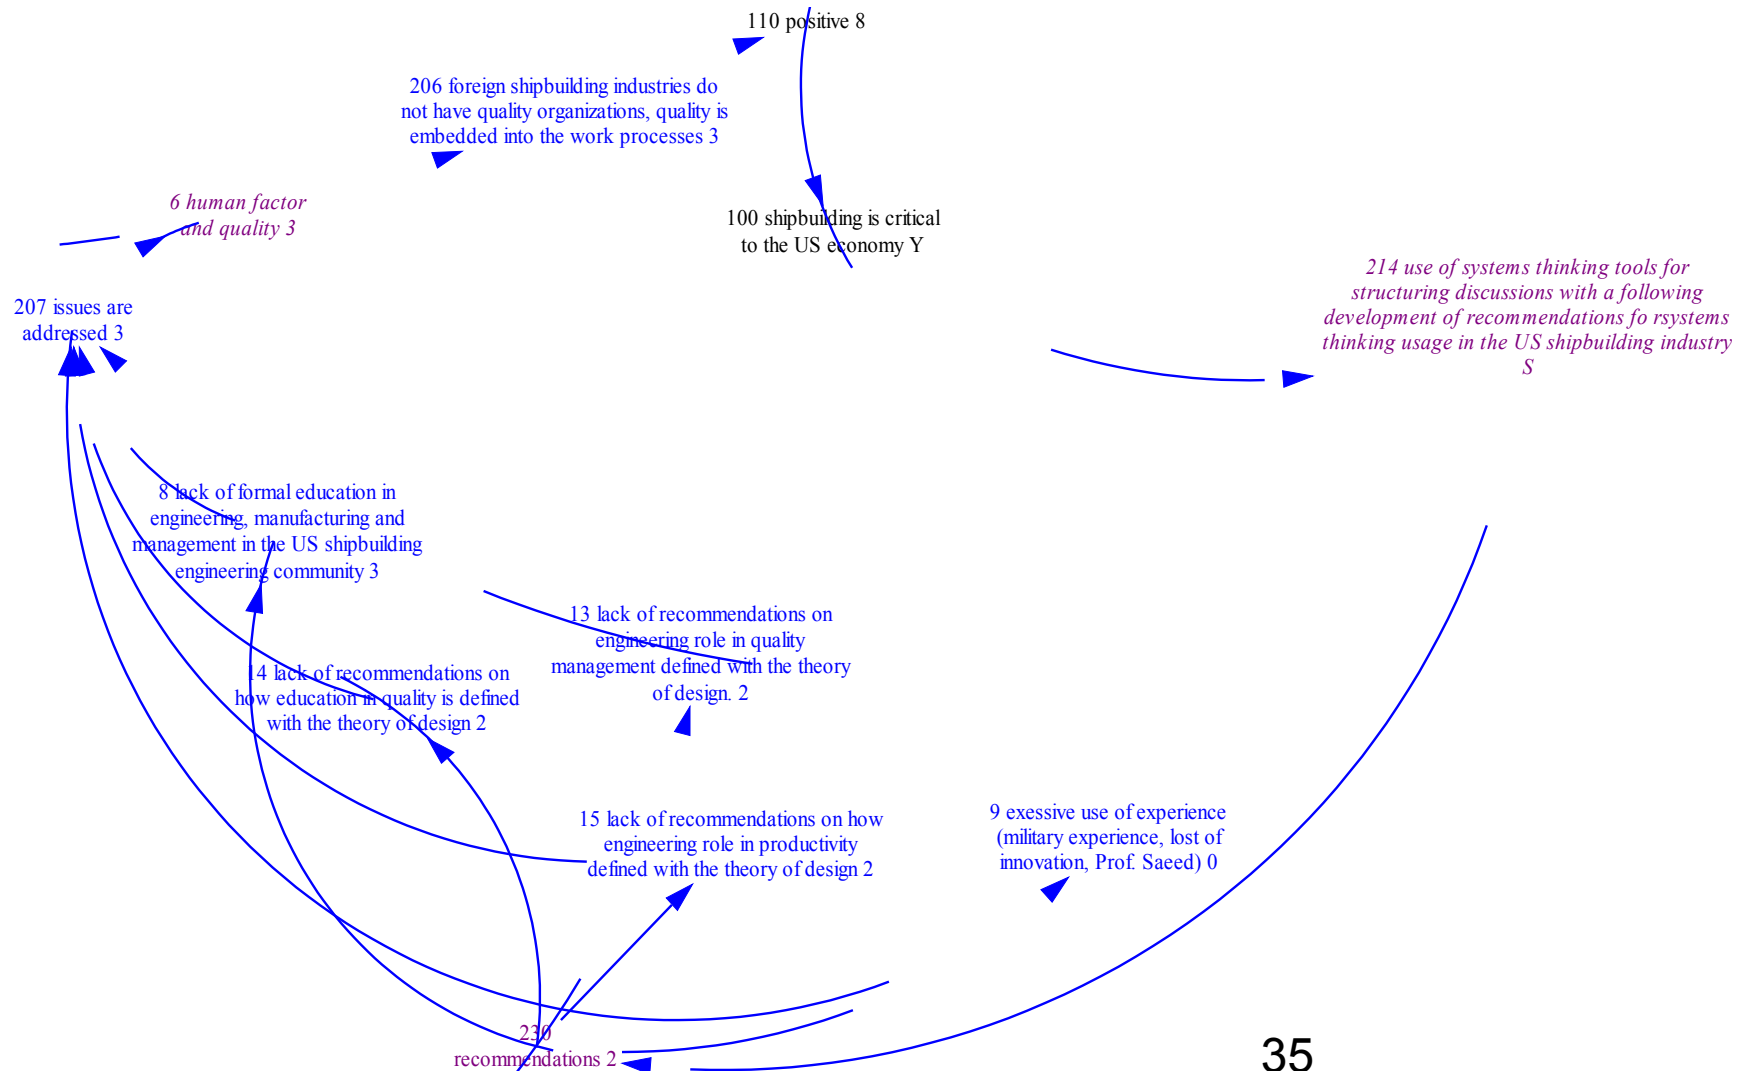 110 positive 8
206 foreign shipbuilding industries do
not have quality organizations, quality is
embedded into the work processes 3
6 human factor
and quality 3
100 shipbuilding is critical
to the US economy Y
214 use of systems thinking tools for
structuring discussions with a following
development of recommendations fo rsystems
thinking usage in the US shipbuilding industry
S
207 issues are
addressed 3
8 lack of formal education in
engineering, manufacturing and
management in the US shipbuilding
engineering community 3
13 lack of recommendations on
engineering role in quality
management defined with the theory
of design. 2
14 lack of recommendations on
how education in quality is defined
with the theory of design 2
15 lack of recommendations on how
engineering role in productivity
defined with the theory of design 2
9 exessive use of experience
(military experience, lost of
innovation, Prof. Saeed) 0
230
recommendations 2
35